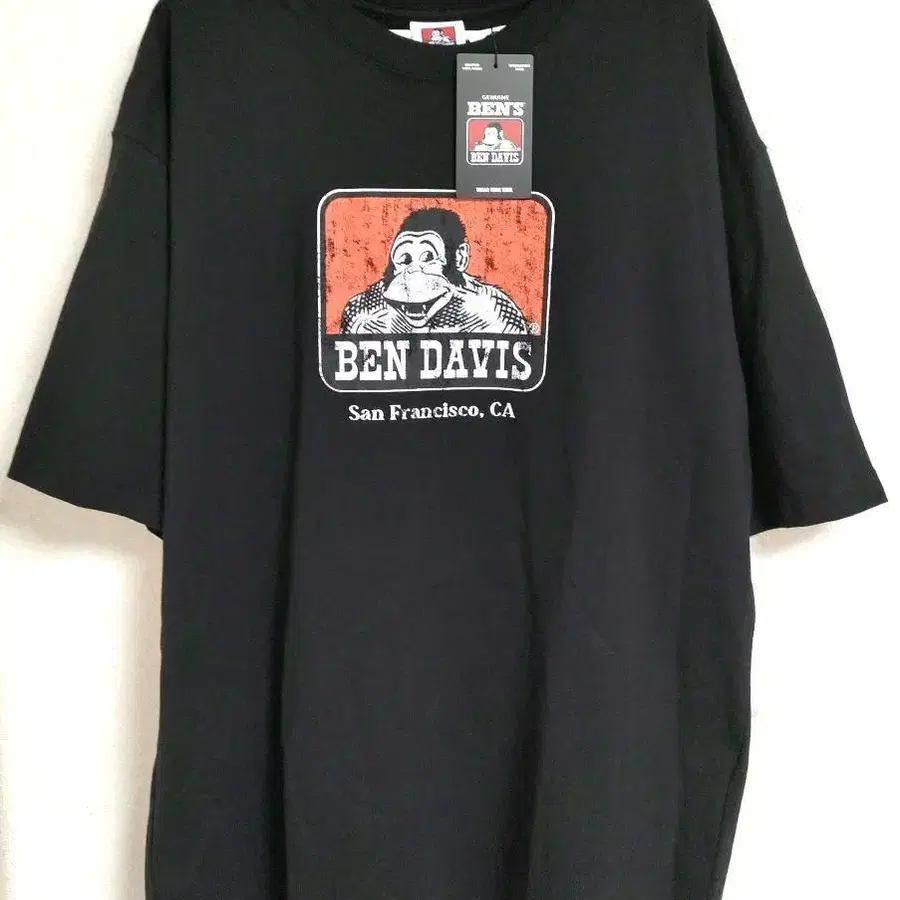 GENUINE
BEN'S
BEN DAVIS
BEN DAVIS
®
San Francisco, CA